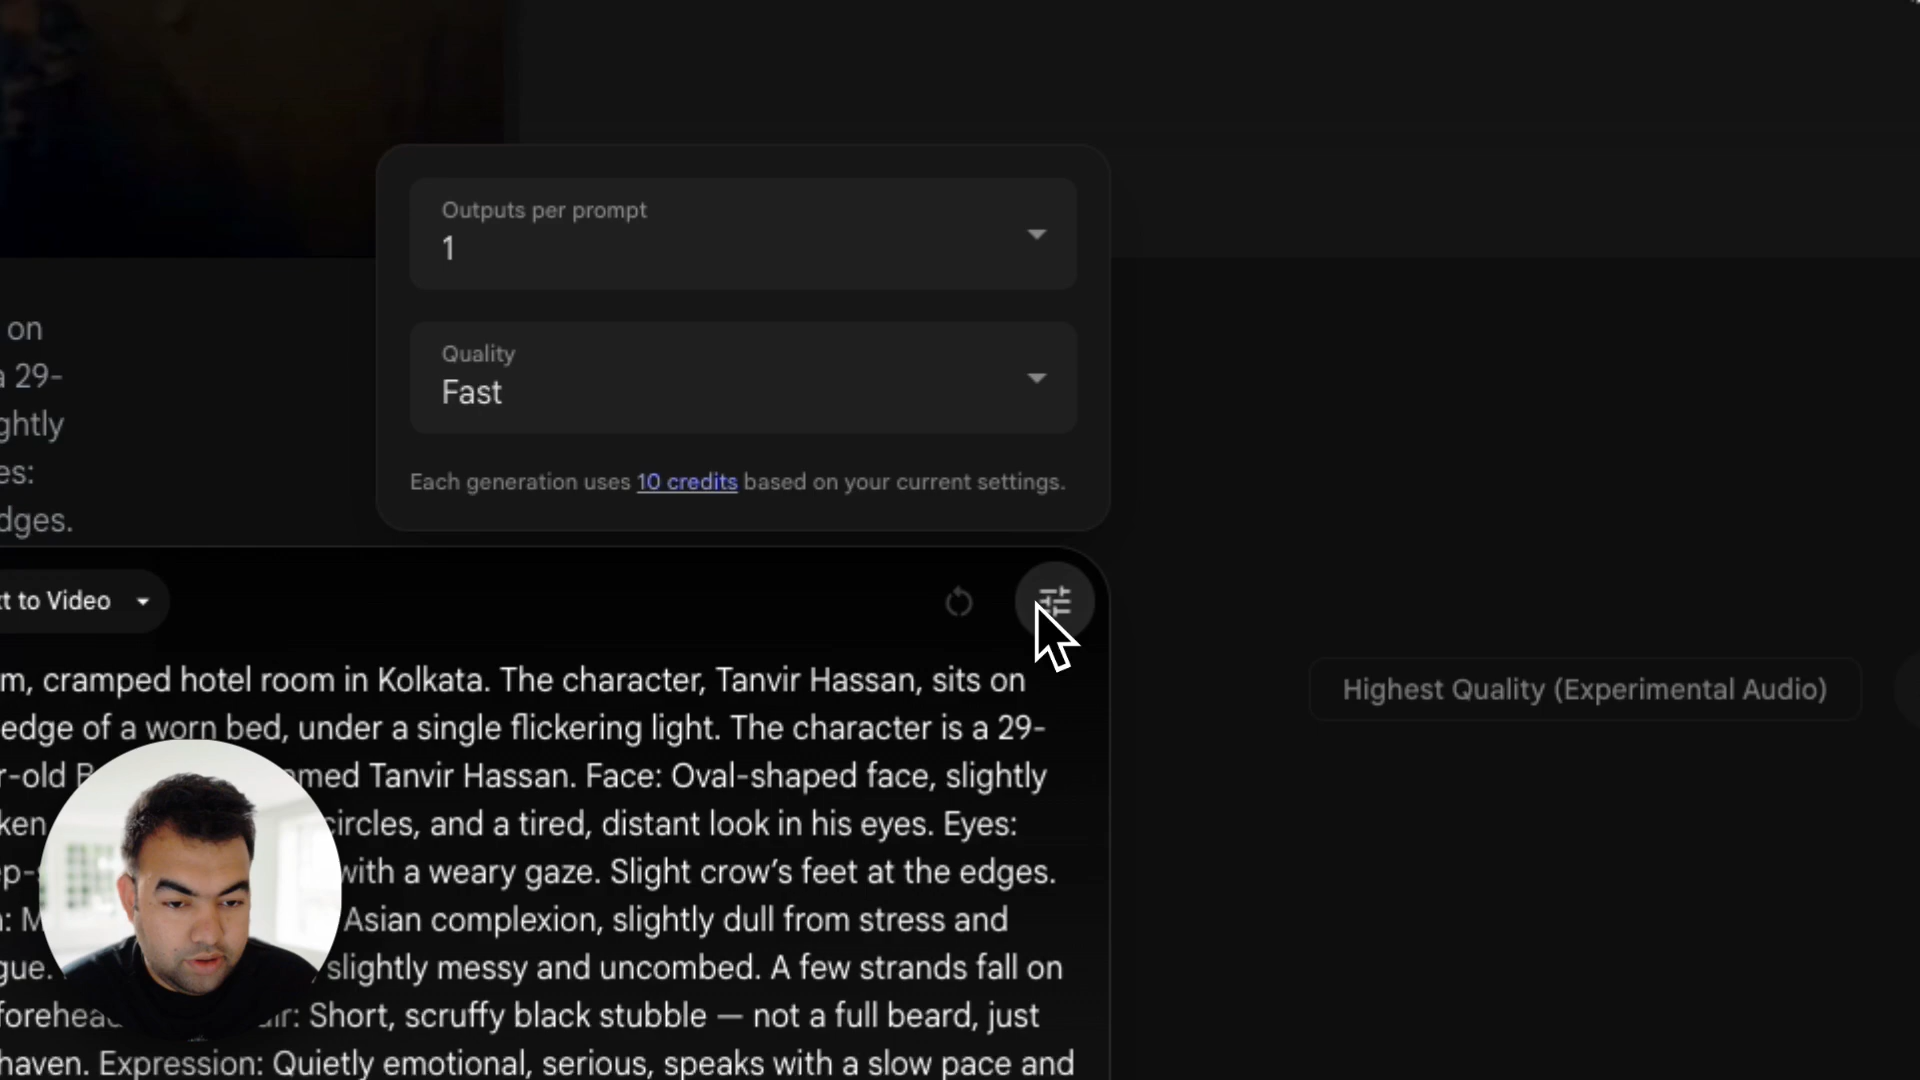 Outputs per prompt
1
Quality
Fast
Each generation uses 10 credits based on your current settings.
on
a 29-
ghtly
es:
dges.
to Video
Highest Quality (Experimental Audio)
m, cramped hotel room in Kolkata. The character, Tanvir Hassan, sits on
edge of a worn bed, under a single flickering light. The character is a 29-
r-old named Tanvir Hassan. Face: Oval-shaped face, slightly
ken circles, and a tired, distant look in his eyes. Eyes:
with a weary gaze. Slight crow’s feet at the edges.
Asian complexion, slightly dull from stress and
gue. slightly messy and uncombed. A few strands fall on
forehead Short, scruffy black stubble — not a full beard, just
haven. Expression: Quietly emotional, serious, speaks with a slow pace and